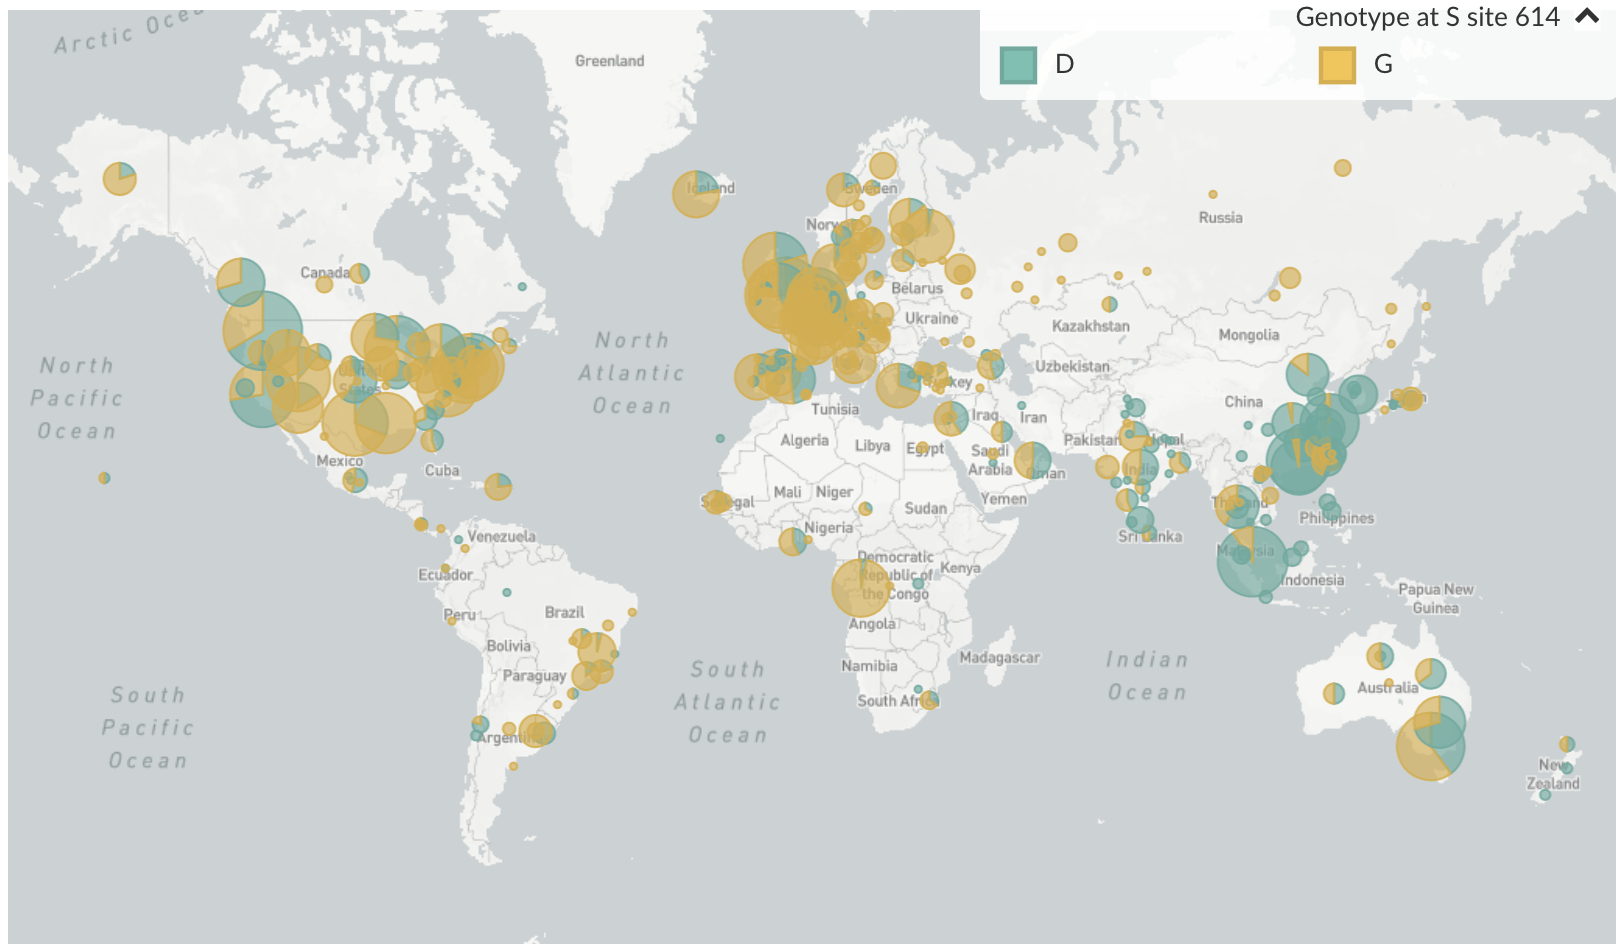 Genotype at S site 614
D
G
Arctic Ocea
Greenland
Iceland
Sweden
Norw
Russia
Canada
Belarus
Ukraine
Kazakhstan
Mongolia
North
Pacific
Ocean
North
Atlantic
Ocean
United
States
Uzbekistan
Turkey
China
Tunisia
Iraq
Iran
Algeria
Libya
Egypt
Pakistan
Nepal
Mexico
Cuba
Saudi
Arabia
Oman
India
Senegal
Mali
Niger
Sudan
Yemen
Thailand
Philippines
Venezuela
Nigeria
Sri Lanka
Ecuador
Democratic
Republic of
the Congo
Kenya
Malaysia
Indonesia
Papua New
Guinea
Peru
Brazil
Angola
Bolivia
Namibia
Madagascar
Paraguay
South
Atlantic
Ocean
Indian
Ocean
Australia
South
Pacific
Ocean
South Africa
Argentina
New
Zealand